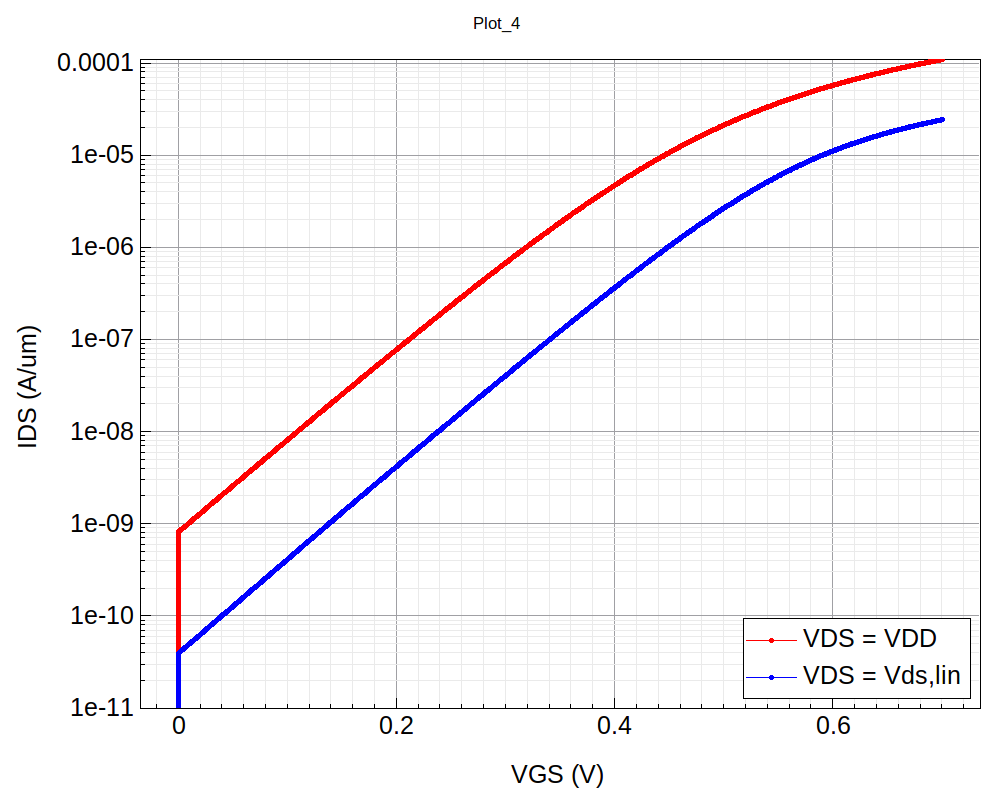 Plot_4
0.0001
1e-05
1e-06
1e-07
1e-08
1e-09
1e-10
1e-11
IDS (A/um)
0 0.2 0.4 0.6
VGS (V)
VDS = VDD
VDS = Vds,lin